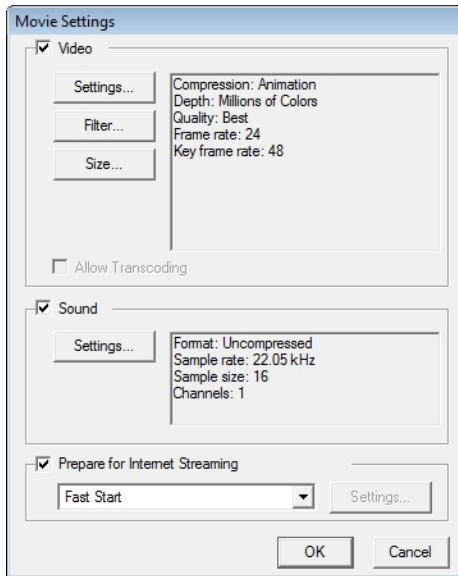 Movie Settings
Video
Settings...
Compression: Animation
Depth: Millions of Colors
Quality: Best
Frame rate: 24
Key frame rate: 48
Filter...
Size...
Allow Transcoding
Sound
Settings...
Format: Uncompressed
Sample rate: 22.05 kHz
Sample size: 16
Channels: 1
Prepare for Internet Streaming
Fast Start
Settings...
OK
Cancel